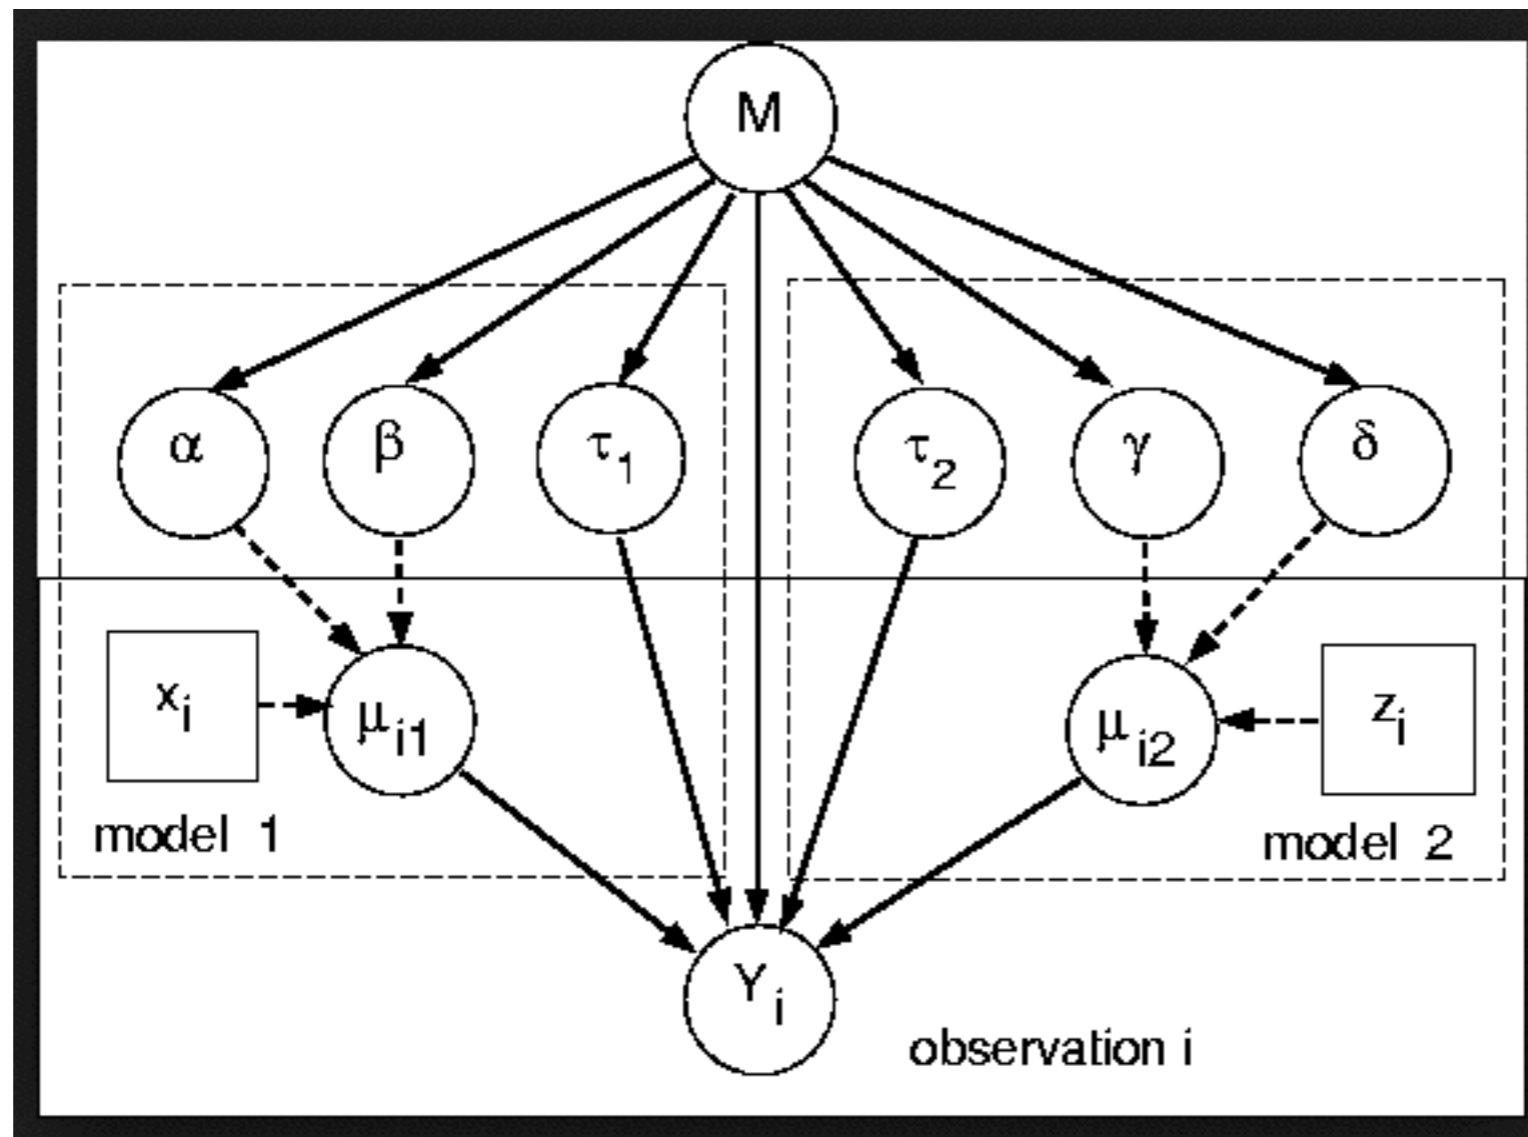 M
α β τ₁ τ₂ γ δ
xᵢ μᵢ₁ μᵢ₂ zᵢ
model 1 model 2
Yᵢ
observation i